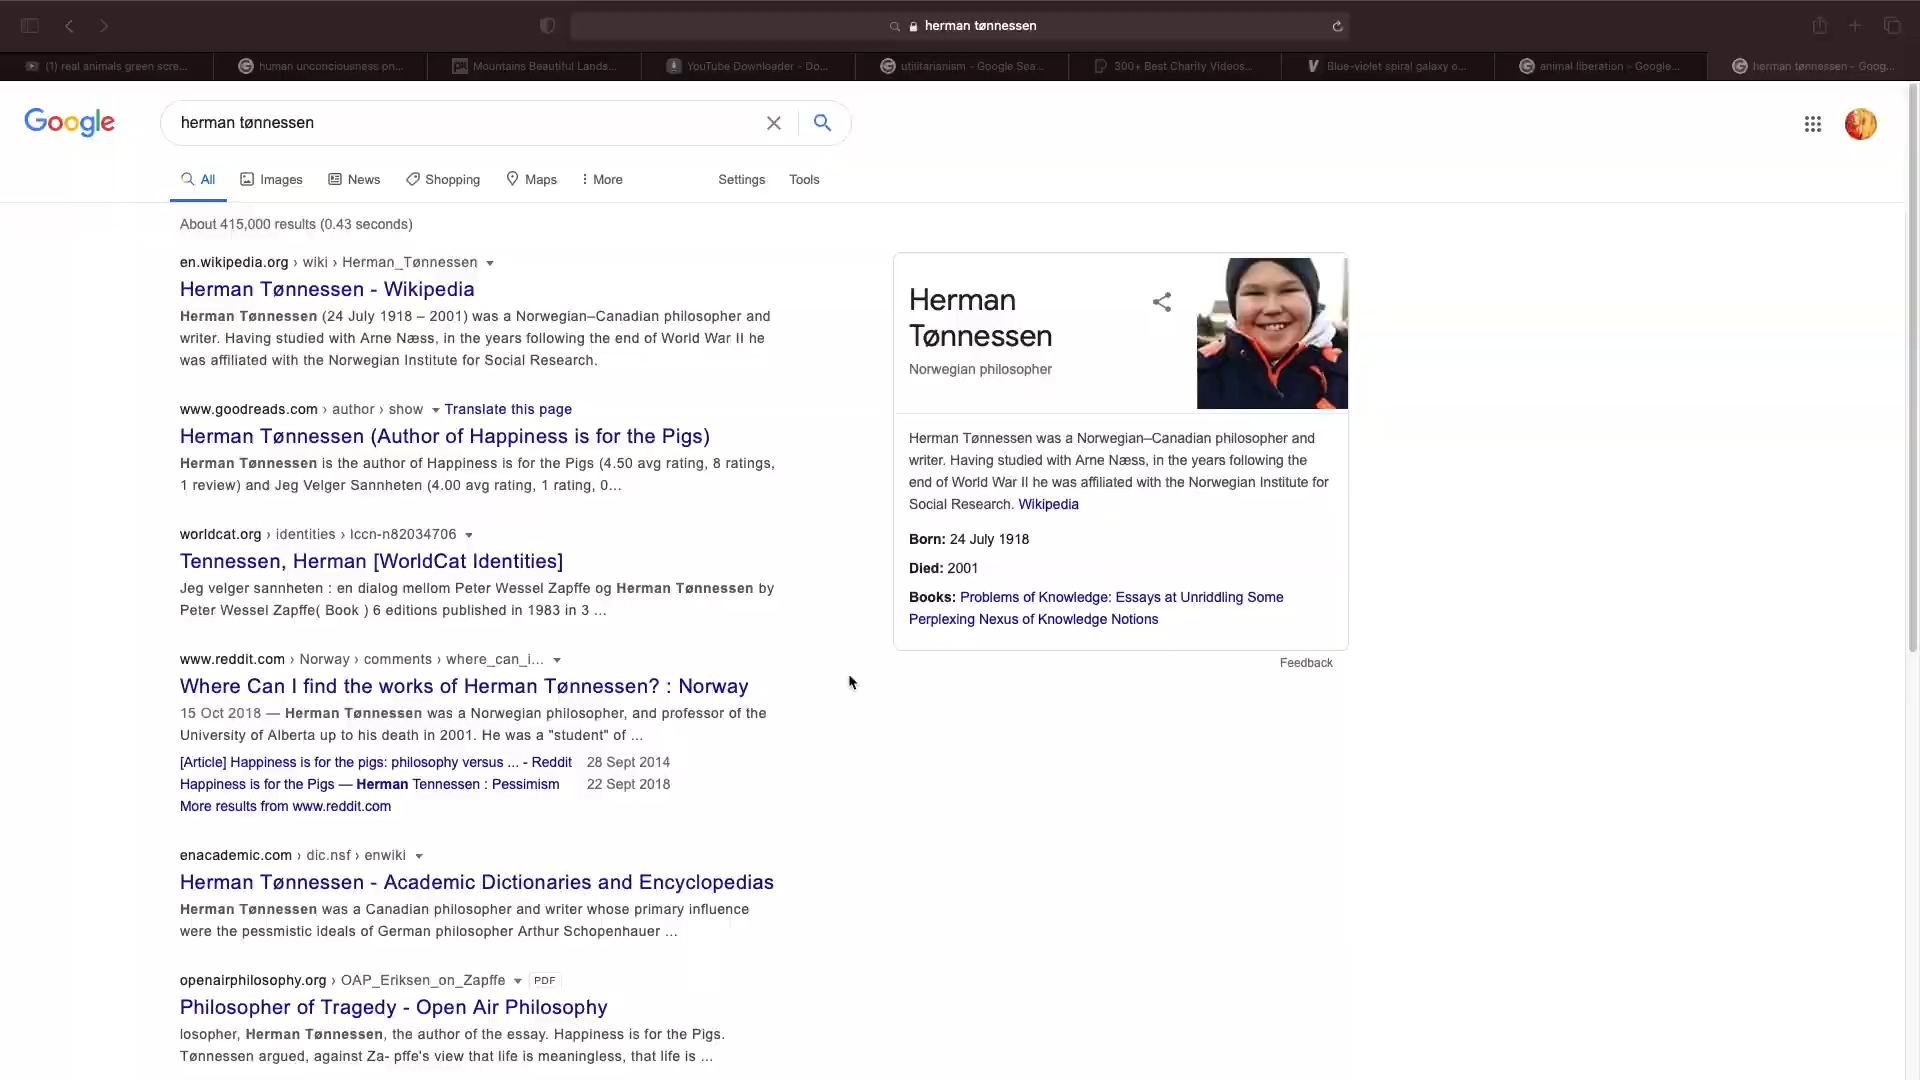 herman tønnessen
(1) real animals green scre...
human unconciousness pn...
Mountains Beautiful Lands...
YouTube Downloader - Do...
utilitarianism - Google Sea...
300+ Best Charity Videos...
Blue-violet spiral galaxy o...
animal liberation - Google...
herman tønnessen - Goog...
Google
herman tønnessen
All
Images
News
Shopping
Maps
More
Settings
Tools
About 415,000 results (0.43 seconds)
en.wikipedia.org › wiki › Herman_Tønnessen
Herman Tønnessen - Wikipedia
Herman Tønnessen (24 July 1918 – 2001) was a Norwegian–Canadian philosopher and
writer. Having studied with Arne Næss, in the years following the end of World War II he
was affiliated with the Norwegian Institute for Social Research.
www.goodreads.com › author › show Translate this page
Herman Tønnessen (Author of Happiness is for the Pigs)
Herman Tønnessen is the author of Happiness is for the Pigs (4.50 avg rating, 8 ratings,
1 review) and Jeg Velger Sannheten (4.00 avg rating, 1 rating, 0...
worldcat.org › identities › lccn-n82034706
Tennessen, Herman [WorldCat Identities]
Jeg velger sannheten : en dialog mellom Peter Wessel Zapffe og Herman Tønnessen by
Peter Wessel Zapffe( Book ) 6 editions published in 1983 in 3 ...
www.reddit.com › Norway › comments › where_can_i...
Where Can I find the works of Herman Tønnessen? : Norway
15 Oct 2018 — Herman Tønnessen was a Norwegian philosopher, and professor of the
University of Alberta up to his death in 2001. He was a "student" of ...
[Article] Happiness is for the pigs: philosophy versus ... - Reddit 28 Sept 2014
Happiness is for the Pigs — Herman Tennessen : Pessimism 22 Sept 2018
More results from www.reddit.com
enacademic.com › dic.nsf › enwiki
Herman Tønnessen - Academic Dictionaries and Encyclopedias
Herman Tønnessen was a Canadian philosopher and writer whose primary influence
were the pessmistic ideals of German philosopher Arthur Schopenhauer ...
openairphilosophy.org › OAP_Eriksen_on_Zapffe PDF
Philosopher of Tragedy - Open Air Philosophy
losopher, Herman Tønnessen, the author of the essay. Happiness is for the Pigs.
Tønnessen argued, against Za- pffe's view that life is meaningless, that life is ...
Herman
Tønnessen
Norwegian philosopher
Herman Tønnessen was a Norwegian–Canadian philosopher and
writer. Having studied with Arne Næss, in the years following the
end of World War II he was affiliated with the Norwegian Institute for
Social Research. Wikipedia
Born: 24 July 1918
Died: 2001
Books: Problems of Knowledge: Essays at Unriddling Some
Perplexing Nexus of Knowledge Notions
Feedback